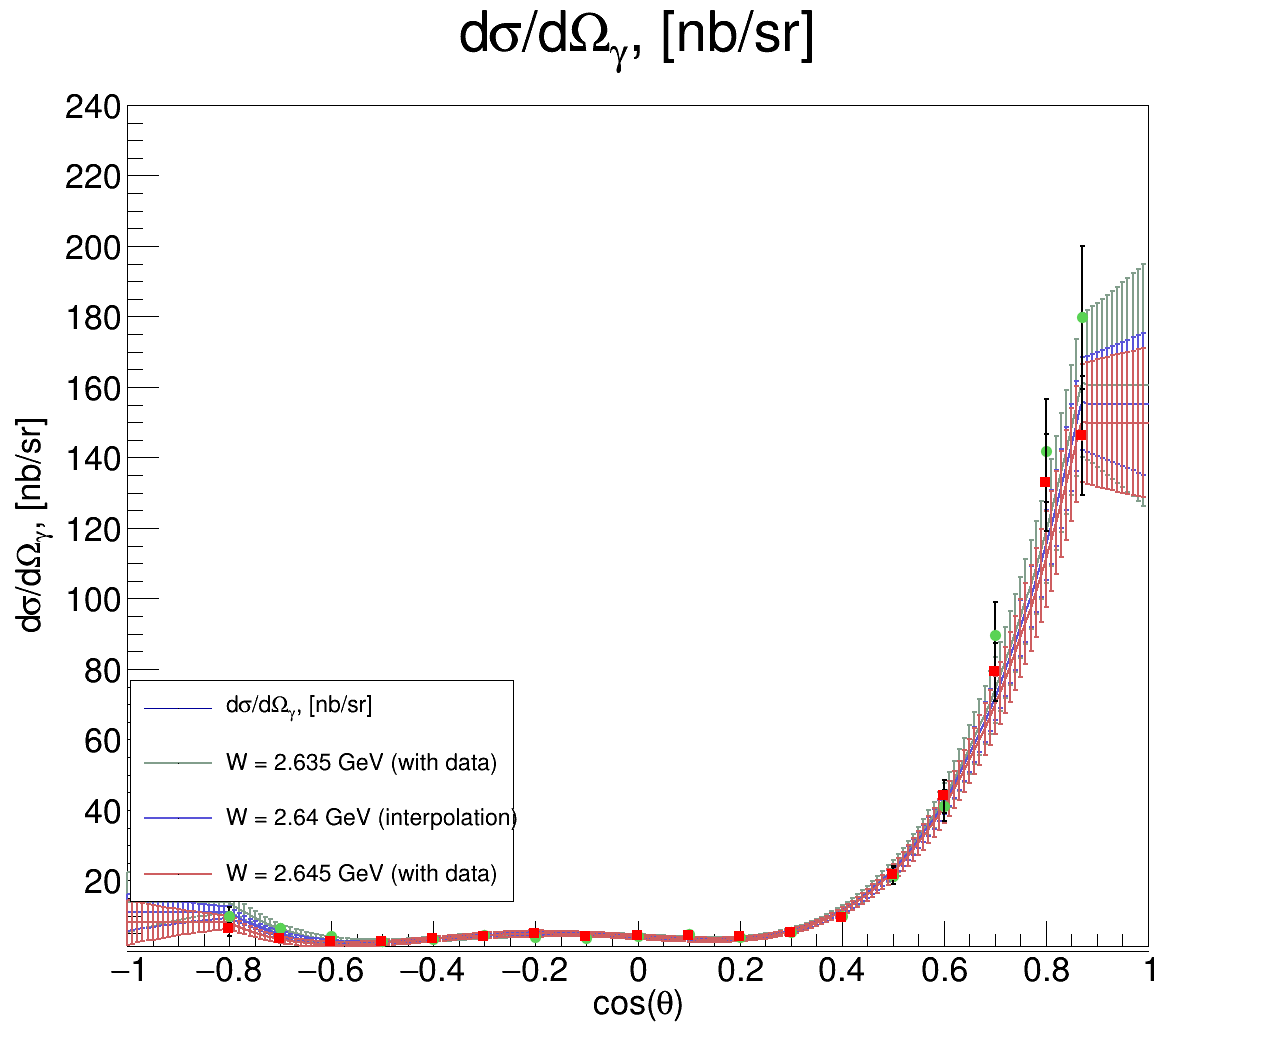 dσ/dΩγ, [nb/sr]
dσ/dΩγ, [nb/sr]
240
220
200
180
160
140
120
100
80
60
40
20
dσ/dΩγ, [nb/sr]
W = 2.635 GeV (with data)
W = 2.64 GeV (interpolation)
W = 2.645 GeV (with data)
−1 −0.8 −0.6 −0.4 −0.2 0 0.2 0.4 0.6 0.8 1
cos(θ)